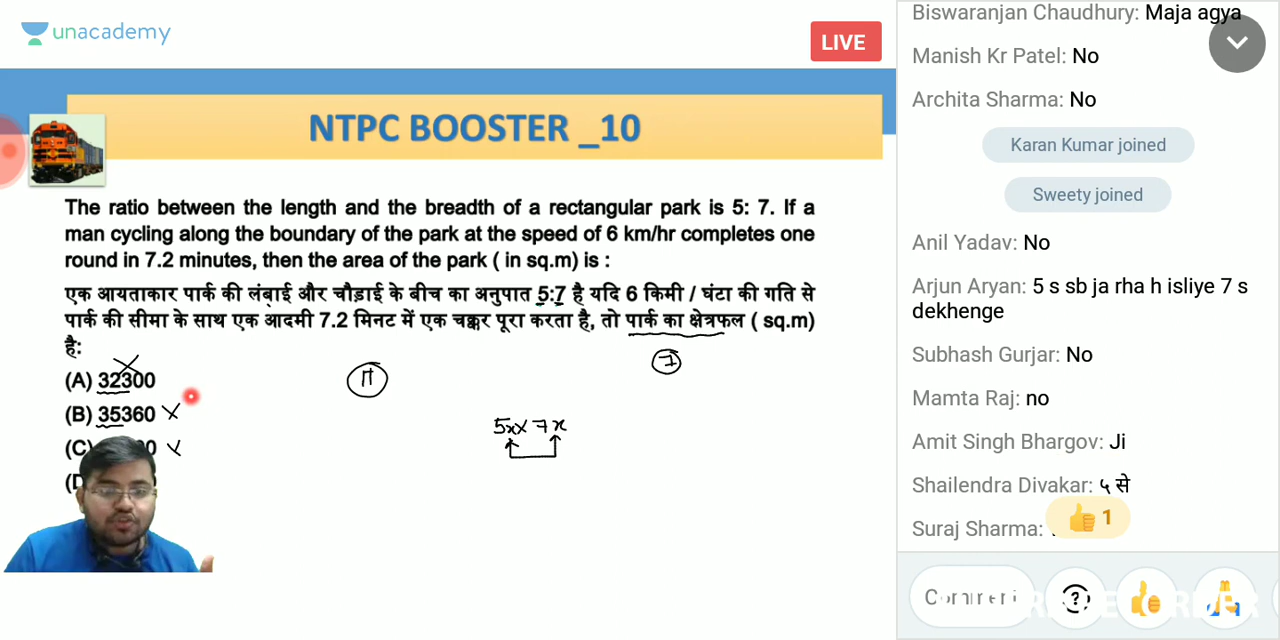 unacademy
LIVE
NTPC BOOSTER _10
The ratio between the length and the breadth of a rectangular park is 5: 7. If a
man cycling along the boundary of the park at the speed of 6 km/hr completes one
round in 7.2 minutes, then the area of the park ( in sq.m) is :
एक आयताकार पार्क की लंबाई और चौड़ाई के बीच का अनुपात 5:7 है यदि 6 किमी / घंटा की गति से
पार्क की सीमा के साथ एक आदमी 7.2 मिनट में एक चक्कर पूरा करता है, तो पार्क का क्षेत्रफल ( sq.m)
है:
(A) 32300
(B) 35360
(C)
(D
7
5x×7x
Biswaranjan Chaudhury: Maja agya
Manish Kr Patel: No
Archita Sharma: No
Karan Kumar joined
Sweety joined
Anil Yadav: No
Arjun Aryan: 5 s sb ja rha h isliye 7 s
dekhenge
Subhash Gurjar: No
Mamta Raj: no
Amit Singh Bhargov: Ji
Shailendra Divakar: ५ से
Suraj Sharma:
1
Comment